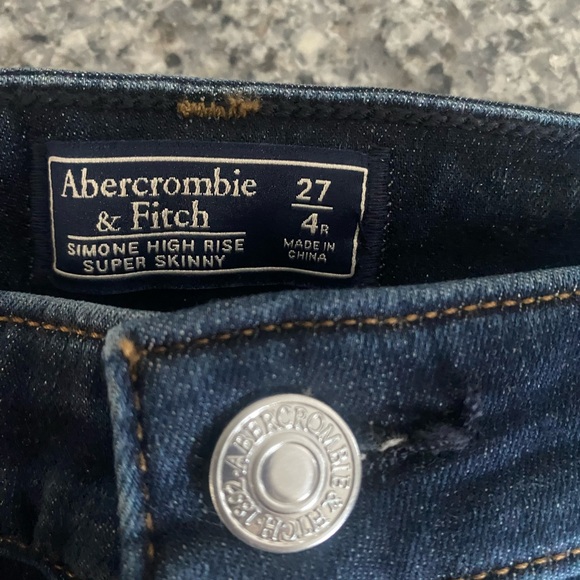 Abercrombie
& Fitch
SIMONE HIGH RISE
SUPER SKINNY
27
4R
MADE IN
CHINA
ABERCROMBIE & FITCH · 1892 ·